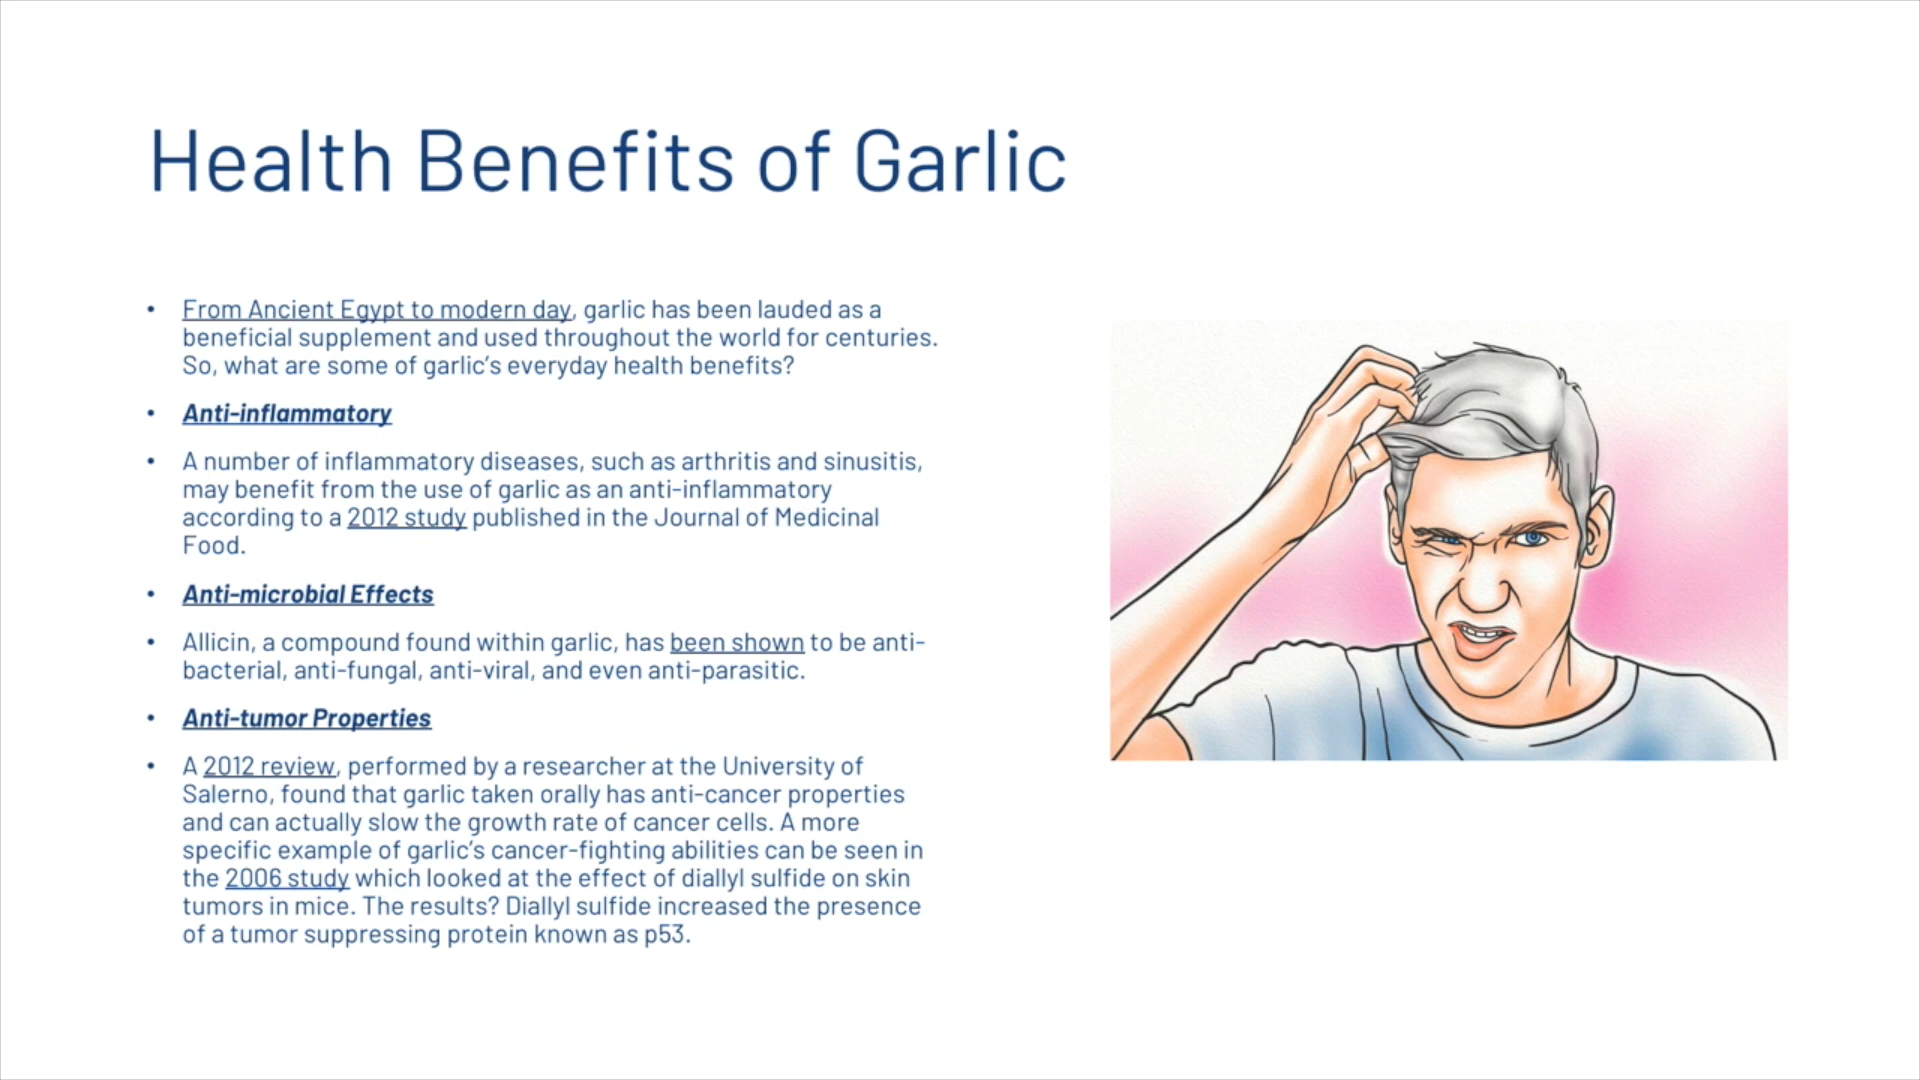 Health Benefits of Garlic
• From Ancient Egypt to modern day, garlic has been lauded as a
beneficial supplement and used throughout the world for centuries.
So, what are some of garlic’s everyday health benefits?
• Anti-inflammatory
• A number of inflammatory diseases, such as arthritis and sinusitis,
may benefit from the use of garlic as an anti-inflammatory
according to a 2012 study published in the Journal of Medicinal
Food.
• Anti-microbial Effects
• Allicin, a compound found within garlic, has been shown to be anti-
bacterial, anti-fungal, anti-viral, and even anti-parasitic.
• Anti-tumor Properties
• A 2012 review, performed by a researcher at the University of
Salerno, found that garlic taken orally has anti-cancer properties
and can actually slow the growth rate of cancer cells. A more
specific example of garlic’s cancer-fighting abilities can be seen in
the 2006 study which looked at the effect of diallyl sulfide on skin
tumors in mice. The results? Diallyl sulfide increased the presence
of a tumor suppressing protein known as p53.